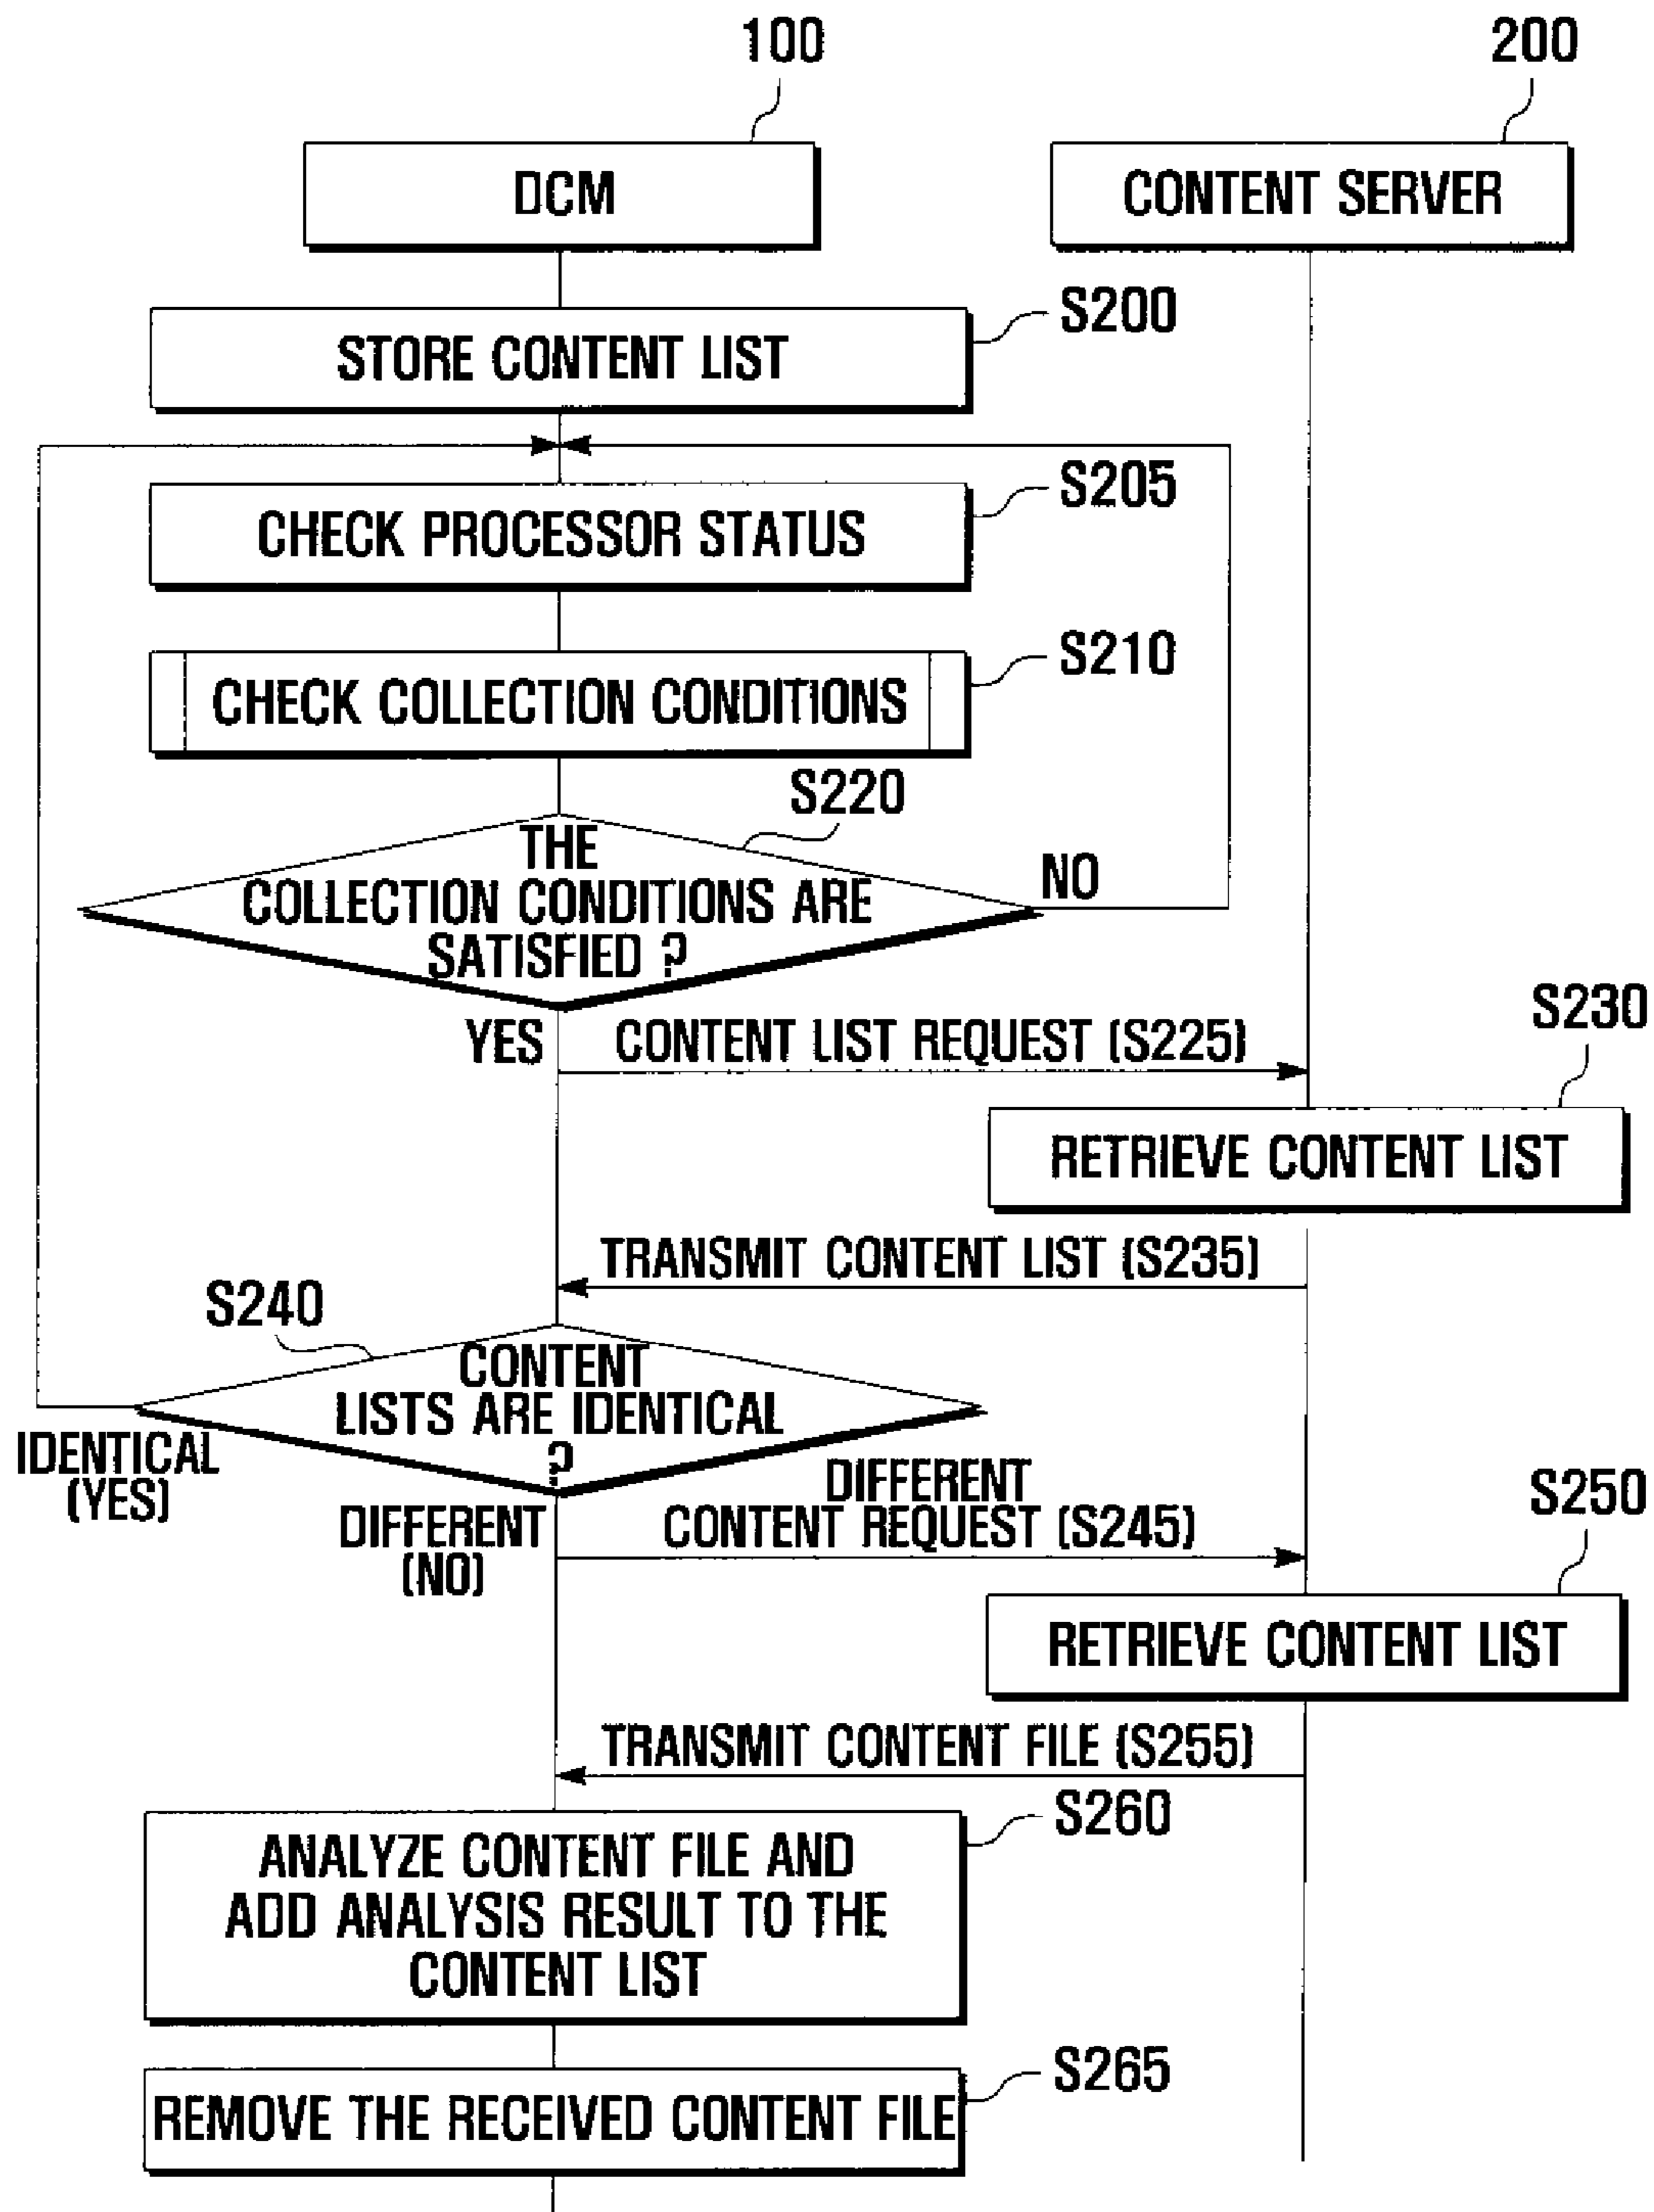 100
200
DCM
CONTENT SERVER
S200
STORE CONTENT LIST
S205
CHECK PROCESSOR STATUS
S210
CHECK COLLECTION CONDITIONS
S220
THE
COLLECTION CONDITIONS ARE
SATISFIED ?
NO
YES
CONTENT LIST REQUEST (S225)
S230
RETRIEVE CONTENT LIST
TRANSMIT CONTENT LIST (S235)
S240
CONTENT
LISTS ARE IDENTICAL
?
IDENTICAL
(YES)
DIFFERENT
(NO)
DIFFERENT
CONTENT REQUEST (S245)
S250
RETRIEVE CONTENT LIST
TRANSMIT CONTENT FILE (S255)
S260
ANALYZE CONTENT FILE AND
ADD ANALYSIS RESULT TO THE
CONTENT LIST
S265
REMOVE THE RECEIVED CONTENT FILE